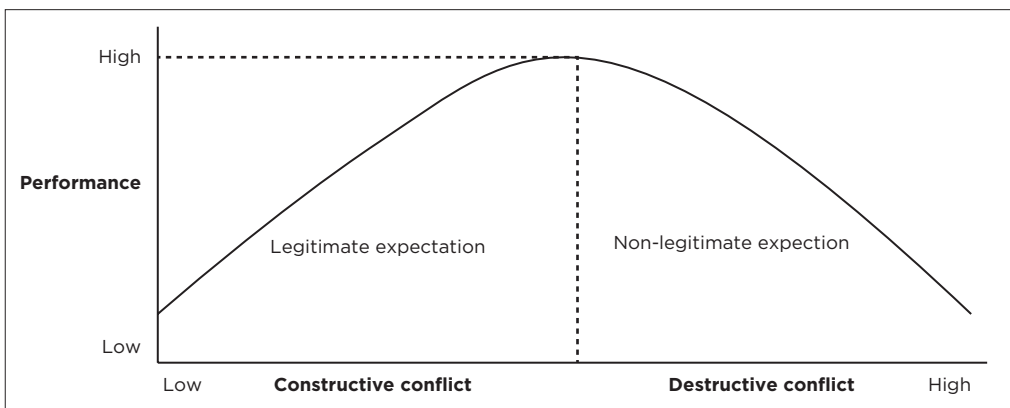 High
Performance
Legitimate expectation
Non-legitimate expection
Low
Low Constructive conflict Destructive conflict High